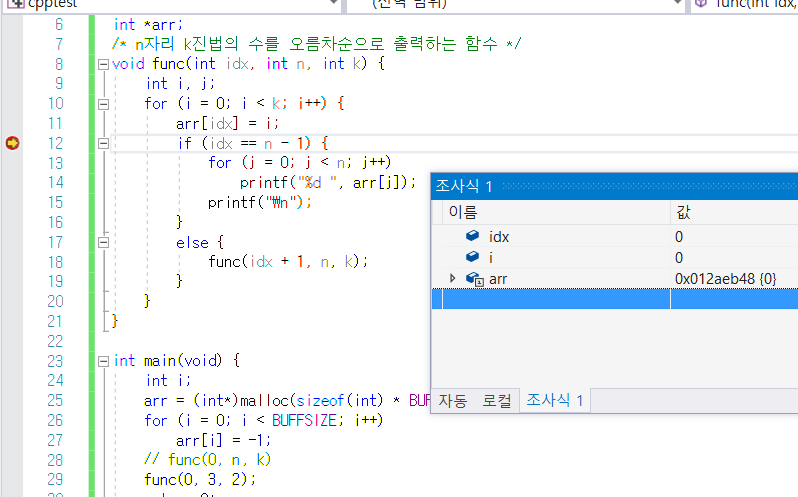 cpptest
(전역 범위)
func(int idx,
6 int *arr;
7 /* n자리 k진법의 수를 오름차순으로 출력하는 함수 */
8 void func(int idx, int n, int k) {
9 int i, j;
10 for (i = 0; i < k; i++) {
11 arr[idx] = i;
12 if (idx == n - 1) {
13 for (j = 0; j < n; j++)
14 printf("%d ", arr[j]);
15 printf("₩n");
16 }
17 else {
18 func(idx + 1, n, k);
19 }
20 }
21 }
22
23 int main(void) {
24 int i;
25 arr = (int*)malloc(sizeof(int) * BUF
26 for (i = 0; i < BUFFSIZE; i++)
27 arr[i] = -1;
28 // func(0, n, k)
29 func(0, 3, 2);
조사식 1
이름 값
idx 0
i 0
arr 0x012aeb48 {0}
자동 로컬 조사식 1